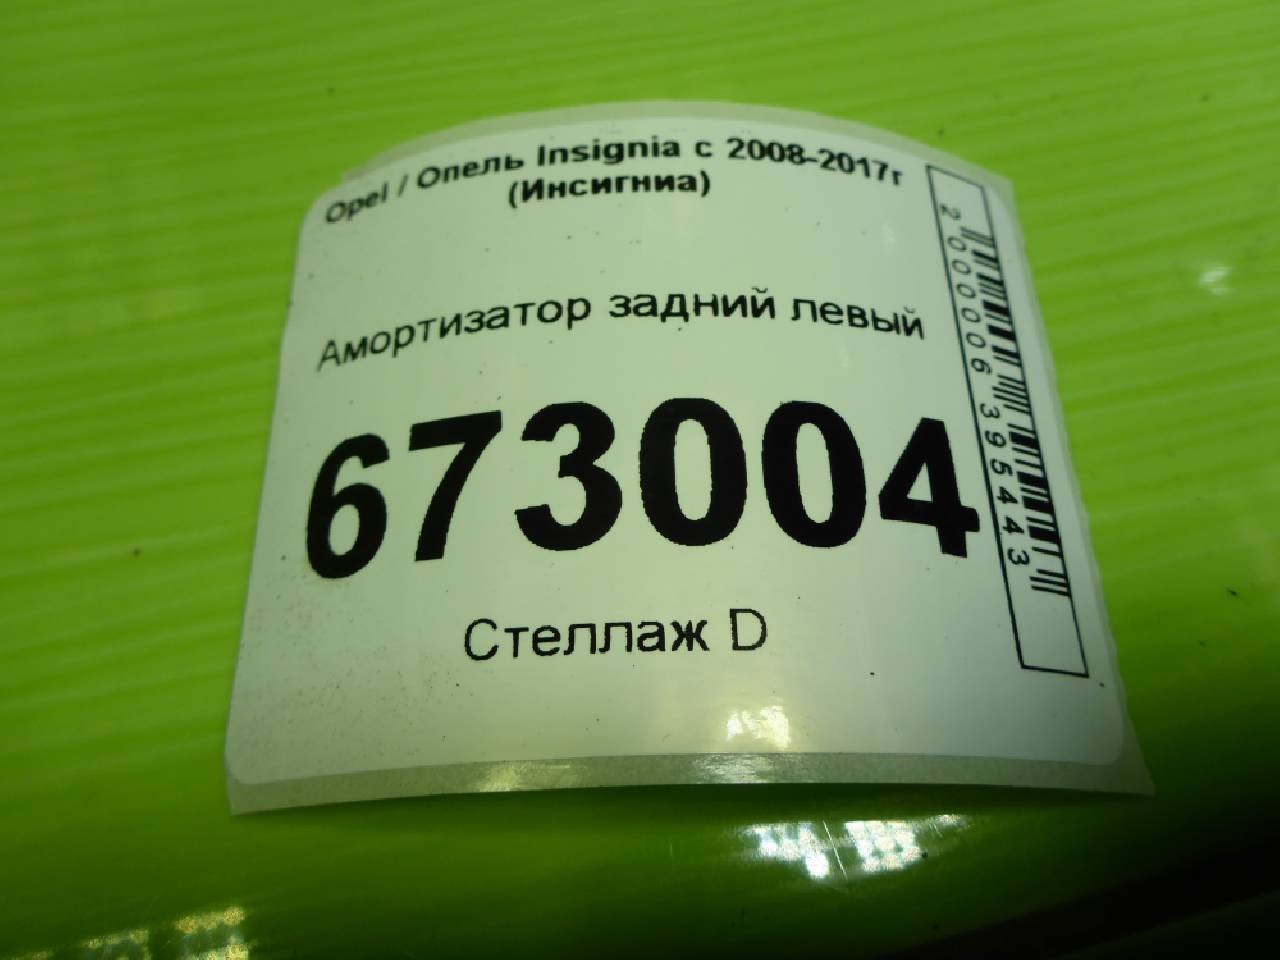 Opel / Опель Insignia с 2008-2017г
(Инсигниа)
Амортизатор задний левый
673004
Стеллаж D
2000006395443